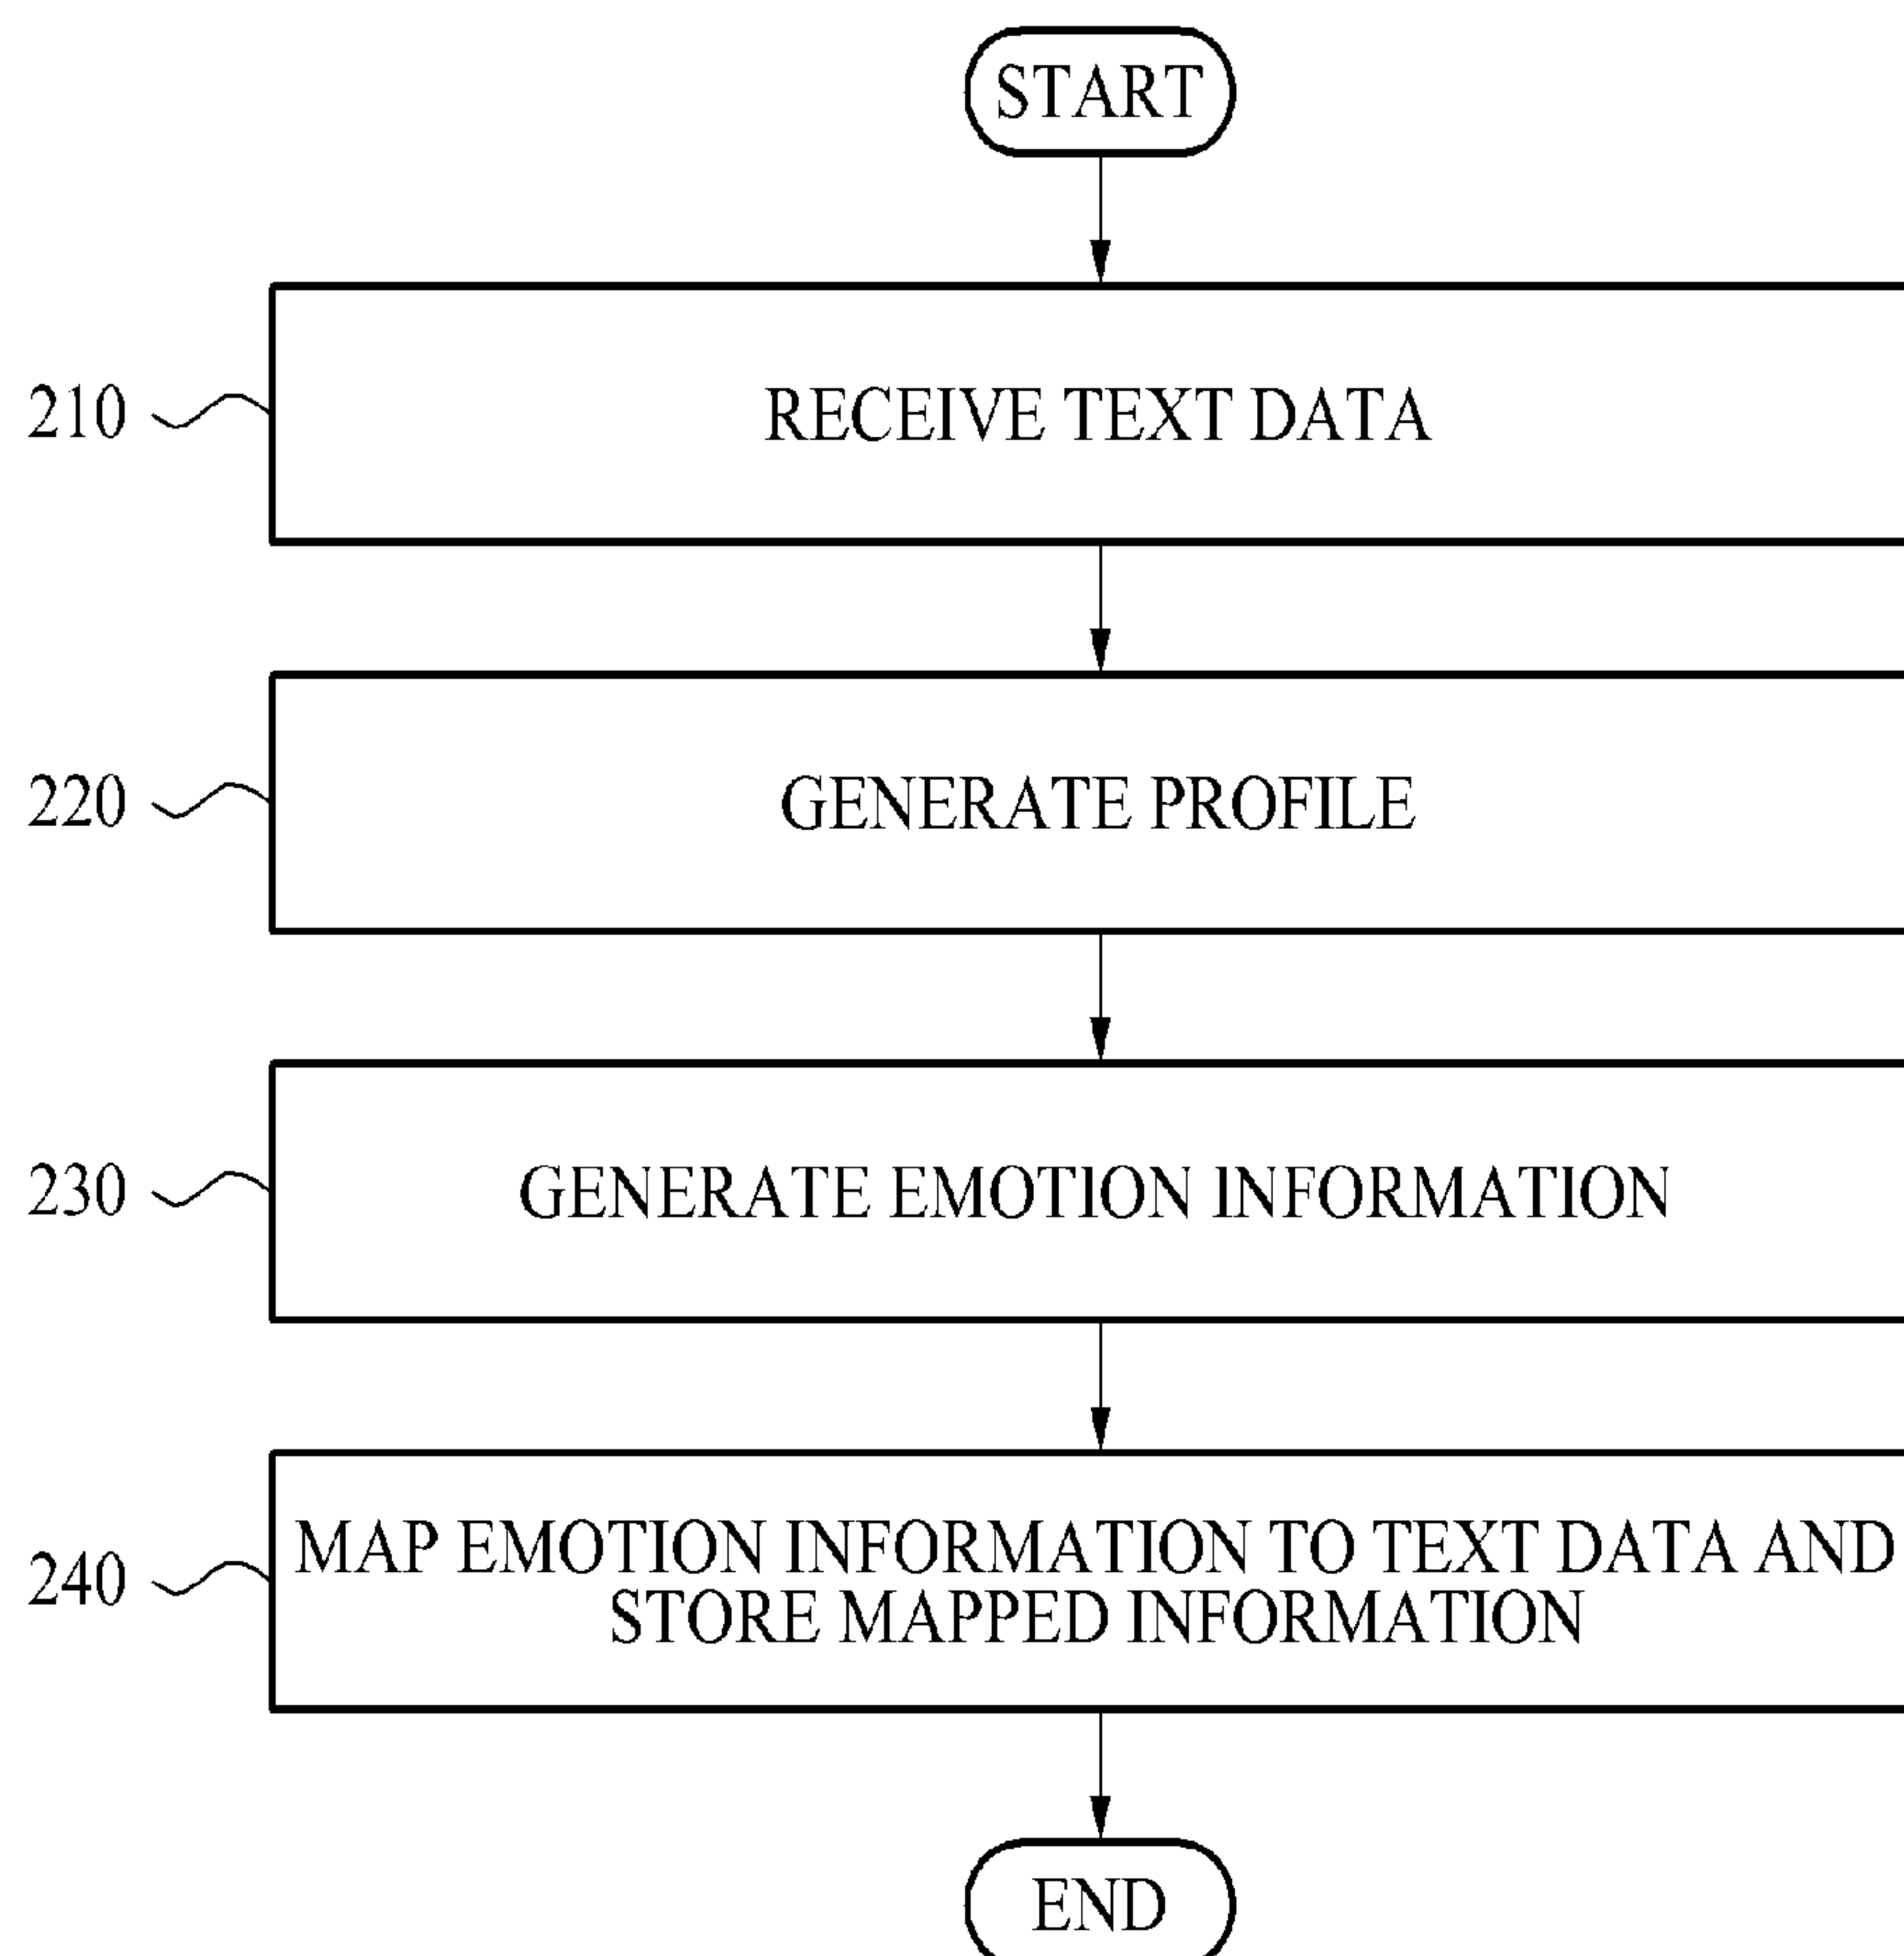 START
210
RECEIVE TEXT DATA
220
GENERATE PROFILE
230
GENERATE EMOTION INFORMATION
240
MAP EMOTION INFORMATION TO TEXT DATA AND
STORE MAPPED INFORMATION
END